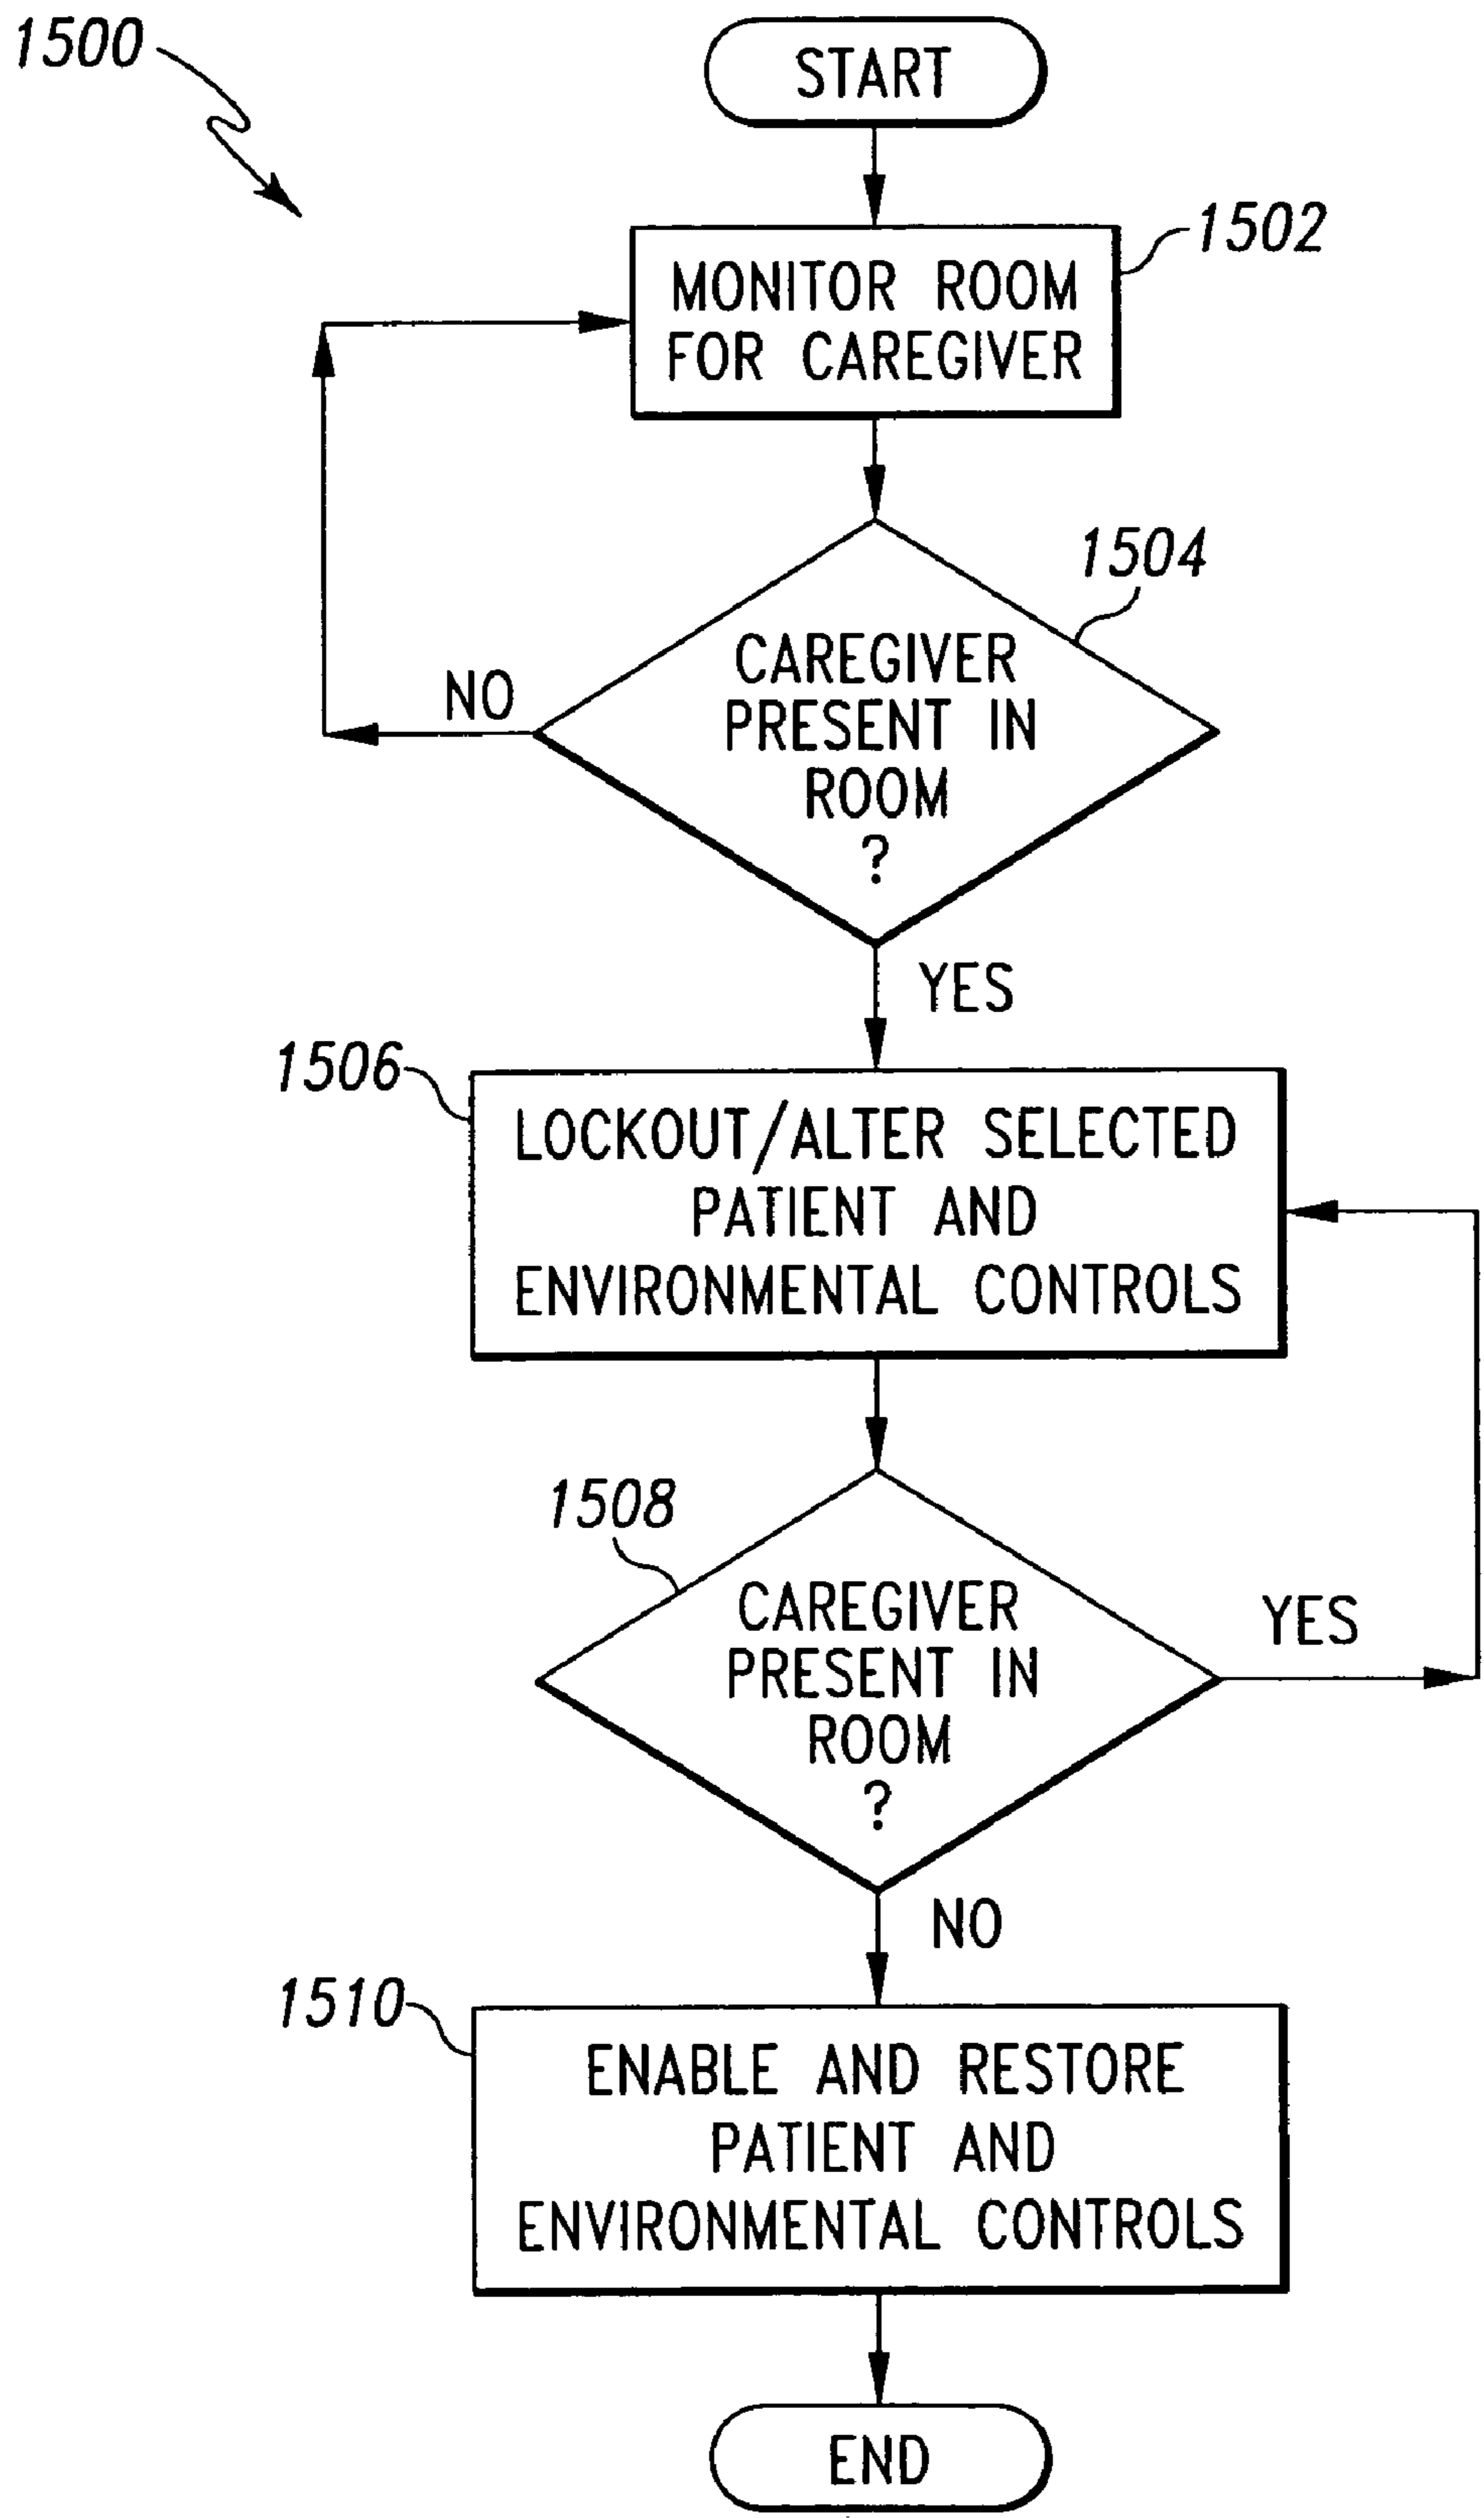 1500
START
1502
MONITOR ROOM
FOR CAREGIVER
1504
CAREGIVER
PRESENT IN
ROOM
?
NO
YES
1506
LOCKOUT/ALTER SELECTED
PATIENT AND
ENVIRONMENTAL CONTROLS
1508
CAREGIVER
PRESENT IN
ROOM
?
YES
NO
1510
ENABLE AND RESTORE
PATIENT AND
ENVIRONMENTAL CONTROLS
END